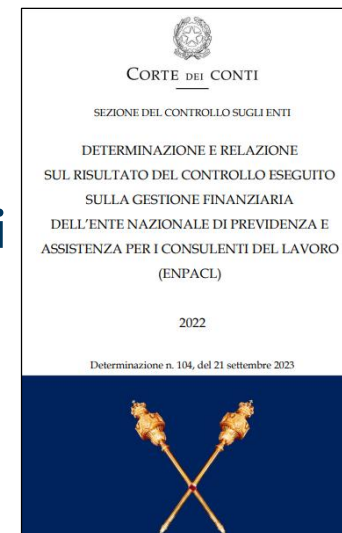 CORTE DEI CONTI
SEZIONE DEL CONTROLLO SUGLI ENTI
DETERMINAZIONE E RELAZIONE
SUL RISULTATO DEL CONTROLLO ESEGUITO
SULLA GESTIONE FINANZIARIA
DELL'ENTE NAZIONALE DI PREVIDENZA E
ASSISTENZA PER I CONSULENTI DEL LAVORO
(ENPACL)
2022
Determinazione n. 104, del 21 settembre 2023
i